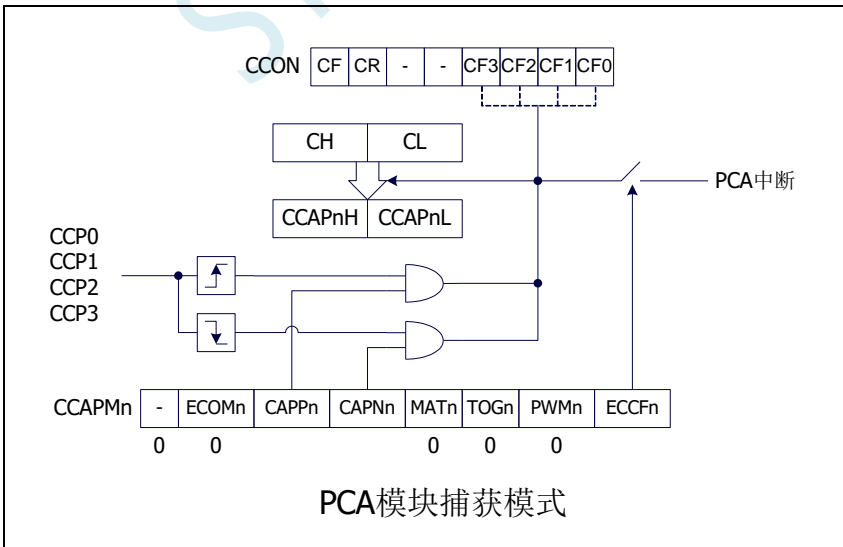 CCON CF CR - - CF3 CF2 CF1 CF0
CH CL
PCA中断
CCAPnH CCAPnL
CCP0
CCP1
CCP2
CCP3
CCAPMn - ECOMn CAPPn CAPNn MATn TOGn PWMn ECCFn
0 0 0 0 0
PCA模块捕获模式